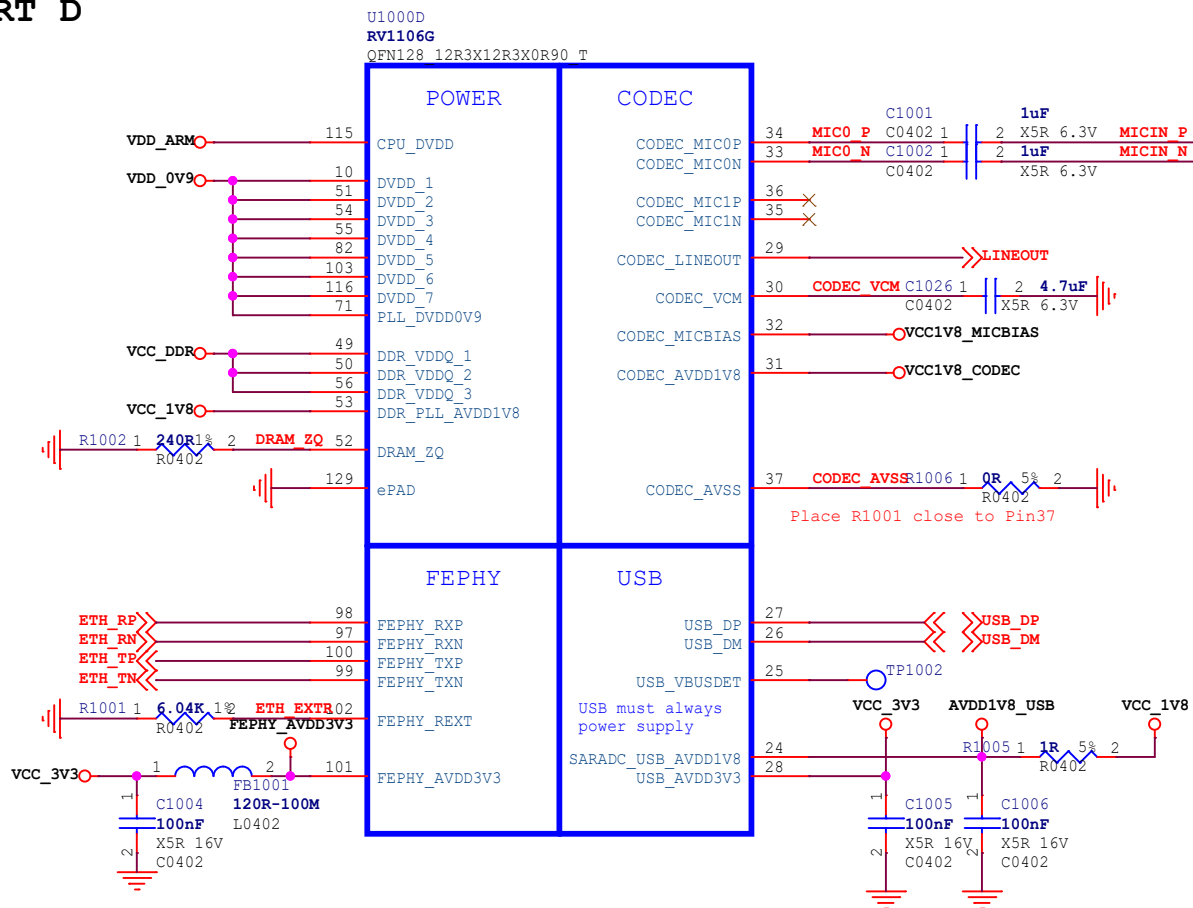 RT D
U1000D
RV1106G
QFN128_12R3X12R3X0R90_T
POWER
CODEC
VDD_ARM 115 CPU_DVDD
VDD_0V9 10 DVDD_1
51 DVDD_2
54 DVDD_3
55 DVDD_4
82 DVDD_5
103 DVDD_6
116 DVDD_7
71 PLL_DVDD0V9
VCC_DDR 49 DDR_VDDQ_1
50 DDR_VDDQ_2
56 DDR_VDDQ_3
VCC_1V8 53 DDR_PLL_AVDD1V8
R1002 1 240R 1% 2 DRAM_ZQ 52 DRAM_ZQ
R0402
129 ePAD
C1001 1uF
CODEC_MIC0P 34 MIC0_P C0402 1 2 X5R 6.3V MICIN_P
CODEC_MIC0N 33 MIC0_N C1002 1 2 1uF MICIN_N
C0402 X5R 6.3V
CODEC_MIC1P 36
CODEC_MIC1N 35
CODEC_LINEOUT 29 LINEOUT
CODEC_VCM 30 CODEC_VCM C1026 1 2 4.7uF
C0402 X5R 6.3V
CODEC_MICBIAS 32 VCC1V8_MICBIAS
CODEC_AVDD1V8 31 VCC1V8_CODEC
CODEC_AVSS 37 CODEC_AVSS R1006 1 0R 5% 2
R0402
Place R1001 close to Pin37
FEPHY
USB
ETH_RP 98 FEPHY_RXP
ETH_RN 97 FEPHY_RXN
ETH_TP 100 FEPHY_TXP
ETH_TN 99 FEPHY_TXN
R1001 1 6.04K 1% 2 ETH_EXTR 102 FEPHY_REXT
R0402
FEPHY_AVDD3V3
VCC_3V3 1 2 101 FEPHY_AVDD3V3
FB1001
120R-100M
L0402
1 C1004
100nF
X5R 16V
2 C0402
USB_DP 27 USB_DP
USB_DM 26 USB_DM
USB_VBUSDET 25 TP1002
USB must always
power supply
VCC_3V3 AVDD1V8_USB VCC_1V8
SARADC_USB_AVDD1V8 24 R1005 1 1R 5% 2
R0402
USB_AVDD3V3 28
1 C1005 1 C1006
100nF 100nF
X5R 16V X5R 16V
2 C0402 2 C0402